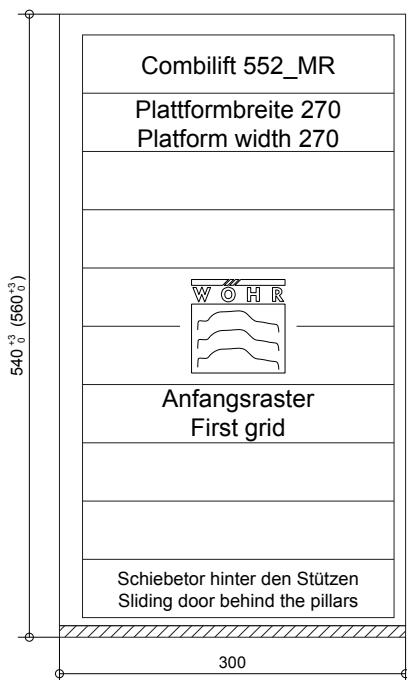 Combilift 552_MR
Plattformbreite 270
Platform width 270
540 +3 0 (560 +3 0)
WÖHR
Anfangsraster
First grid
Schiebetor hinter den Stützen
Sliding door behind the pillars
300